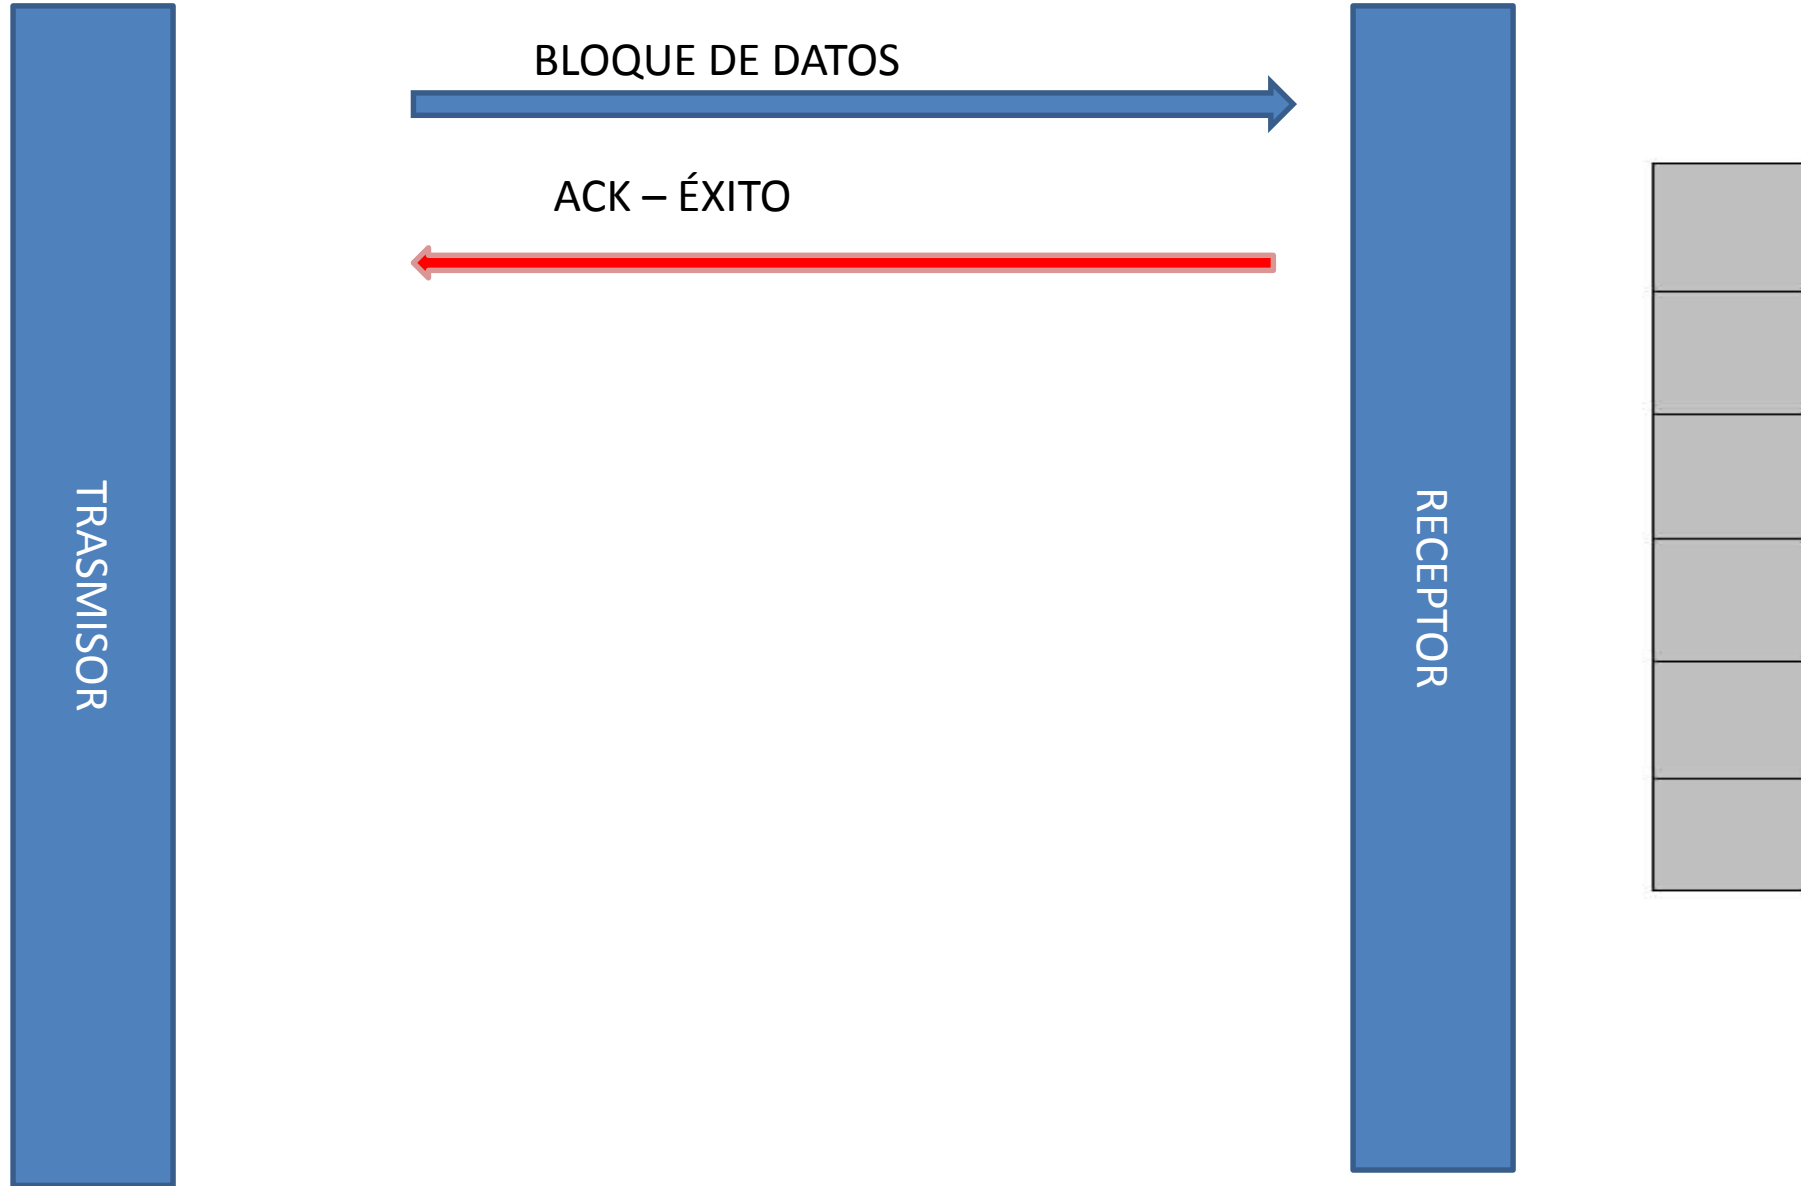 BLOQUE DE DATOS
ACK – ÉXITO
TRASMISOR
RECEPTOR